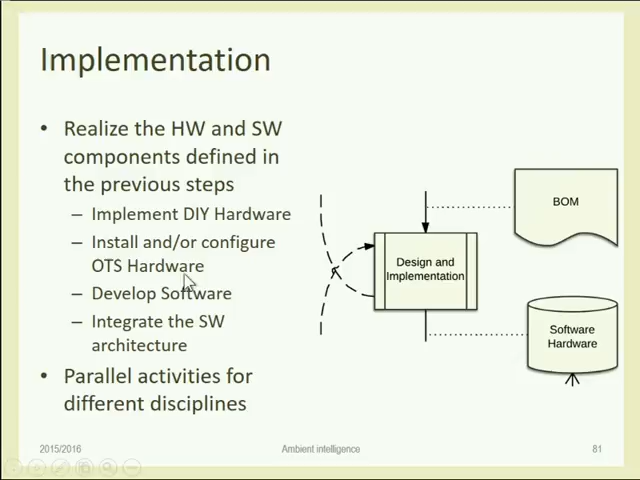 Implementation
• Realize the HW and SW
components defined in
the previous steps
– Implement DIY Hardware
– Install and/or configure
OTS Hardware
– Develop Software
– Integrate the SW
architecture
• Parallel activities for
different disciplines
BOM
Design and
Implementation
Software
Hardware
2015/2016
Ambient intelligence
81